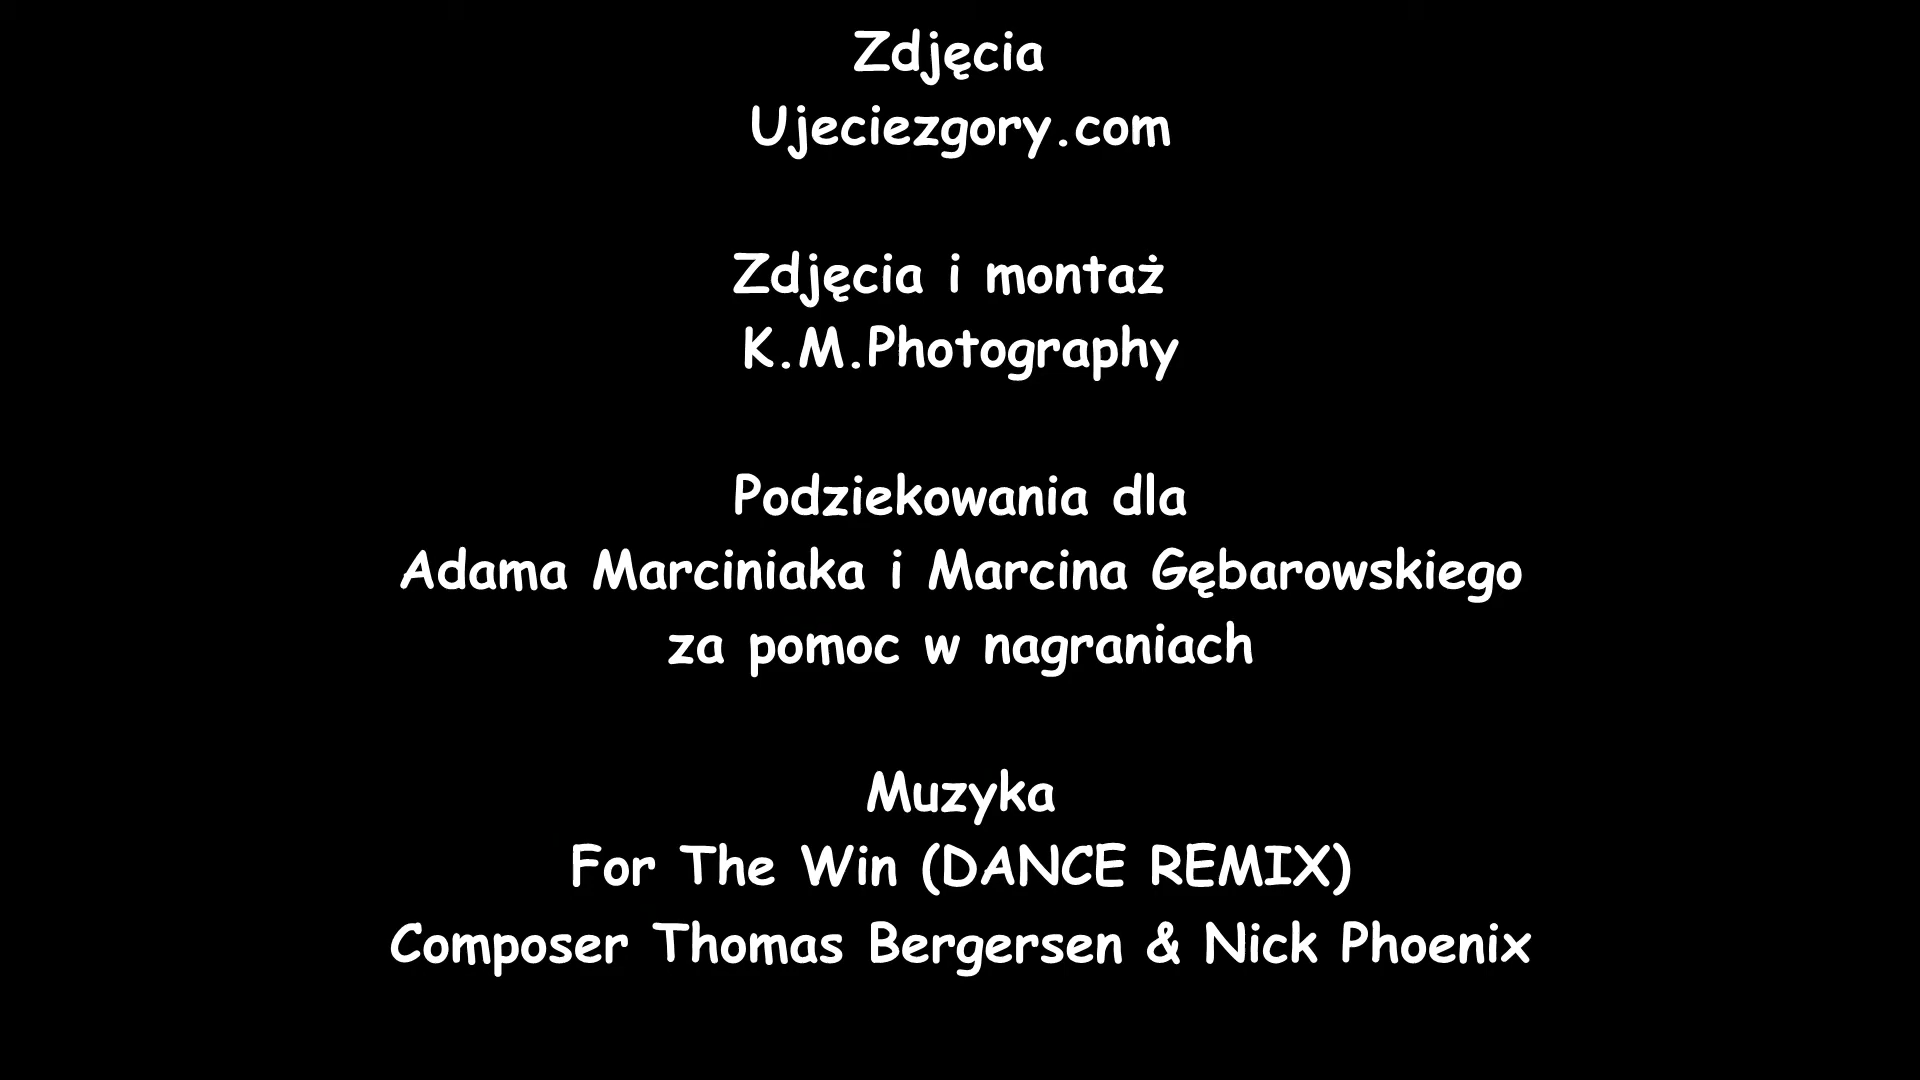 Zdjęcia
Ujeciezgory.com
Zdjęcia i montaż
K.M.Photography
Podziekowania dla
Adama Marciniaka i Marcina Gębarowskiego
za pomoc w nagraniach
Muzyka
For The Win (DANCE REMIX)
Composer Thomas Bergersen & Nick Phoenix